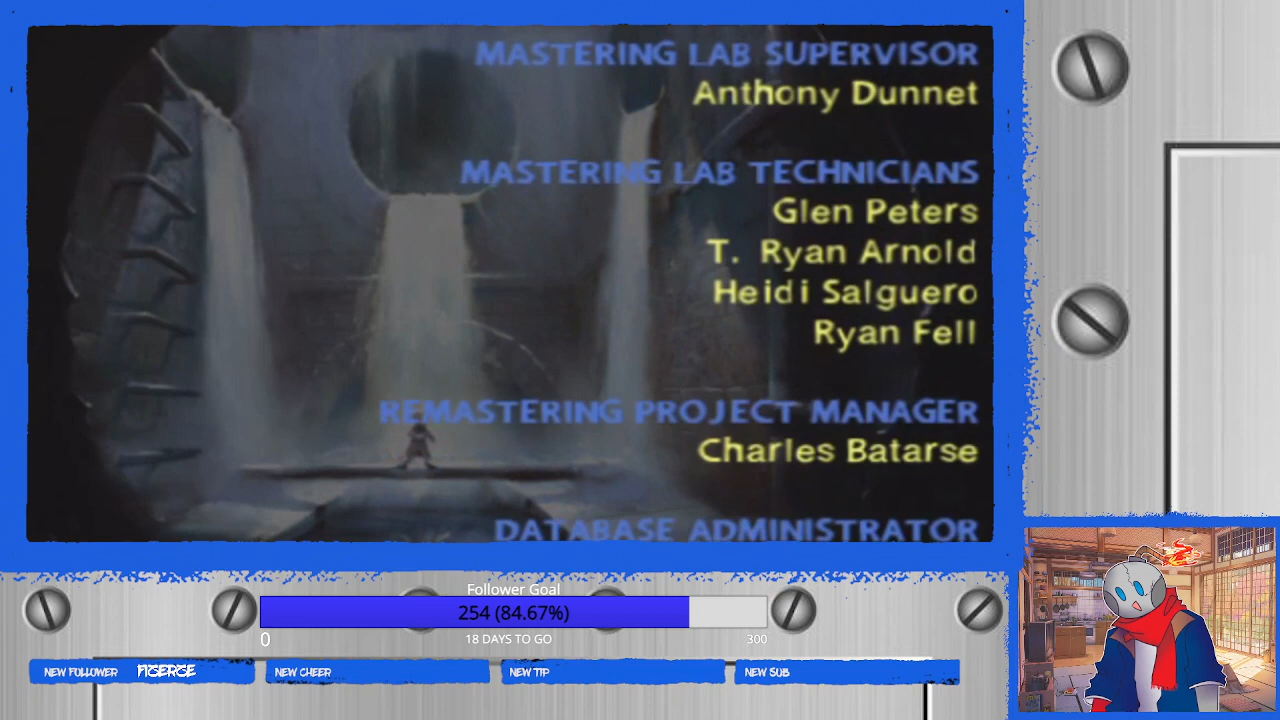 MASTERING LAB SUPERVISOR
Anthony Dunnet
MASTERING LAB TECHNICIANS
Glen Peters
T. Ryan Arnold
Heidi Salguero
Ryan Fell
REMASTERING PROJECT MANAGER
Charles Batarse
DATABASE ADMINISTRATOR
Follower Goal
254 (84.67%)
0 18 DAYS TO GO 300
NEW FOLLOWER NEW CHEER NEW TIP NEW SUB